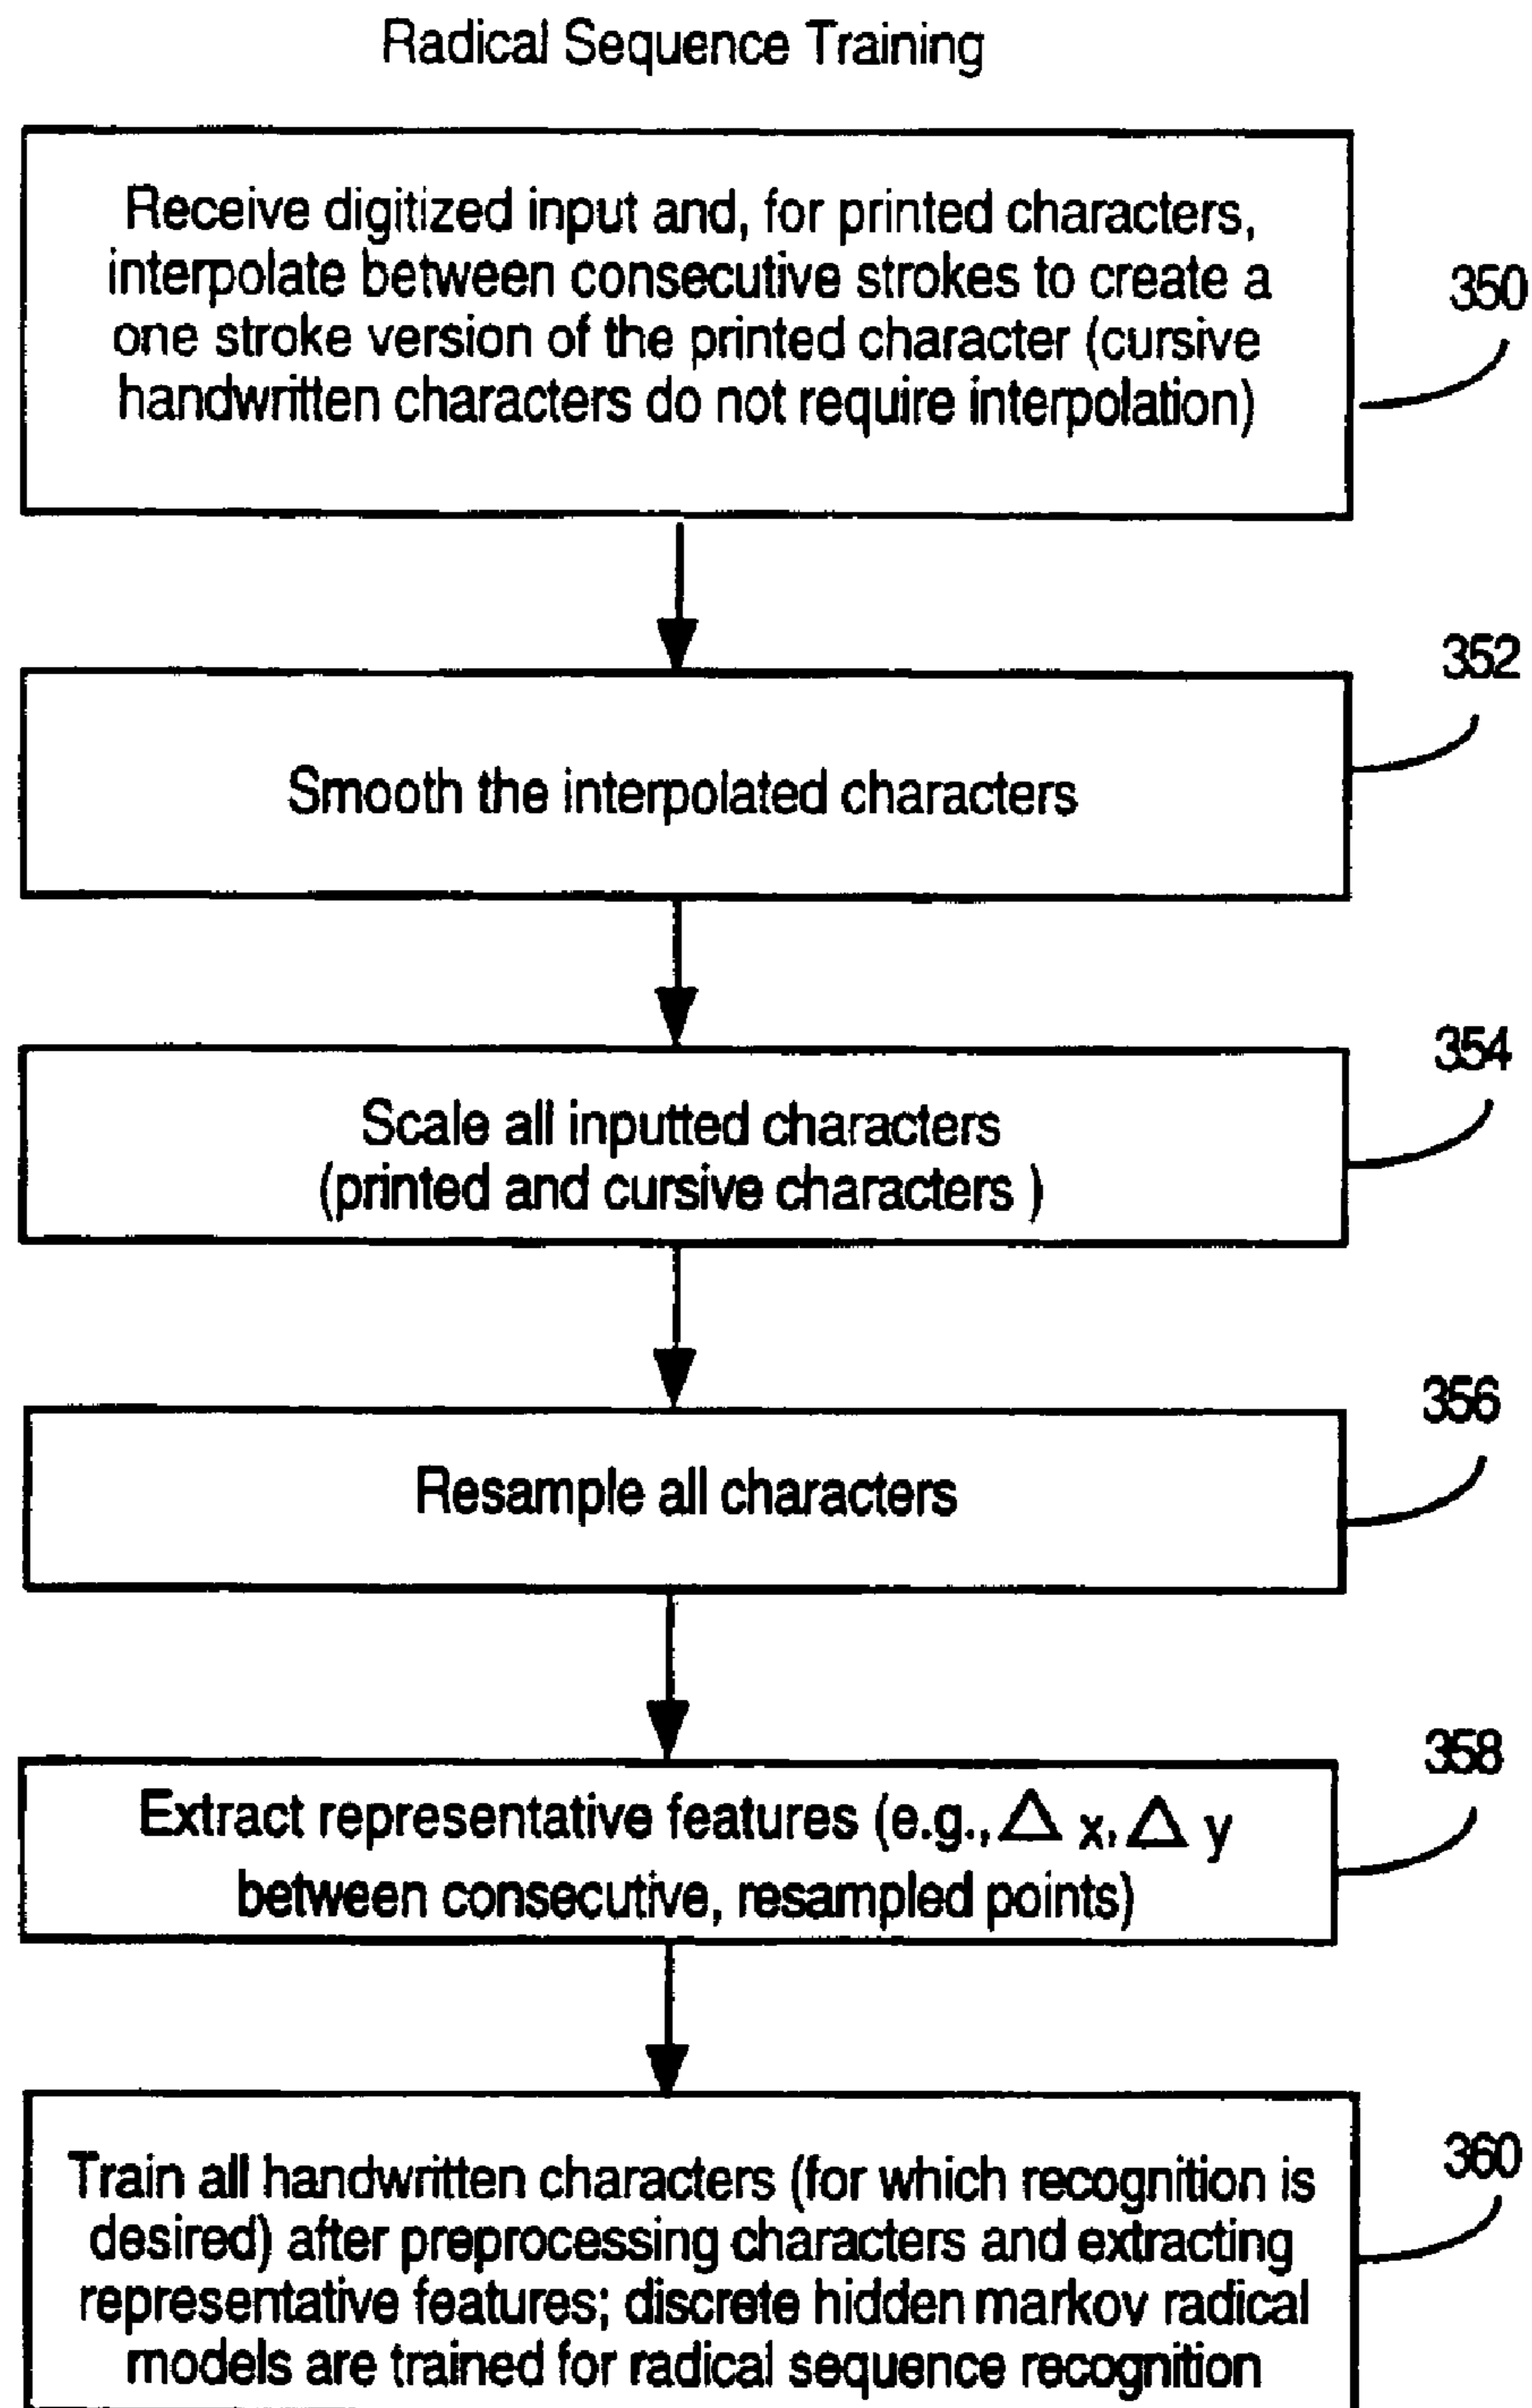 Radical Sequence Training
Receive digitized input and, for printed characters,
interpolate between consecutive strokes to create a
one stroke version of the printed character (cursive
handwritten characters do not require interpolation)
350
352
Smooth the interpolated characters
354
Scale all inputted characters
(printed and cursive characters )
356
Resample all characters
358
Extract representative features (e.g., Δ x, Δ y
between consecutive, resampled points)
360
Train all handwritten characters (for which recognition is
desired) after preprocessing characters and extracting
representative features; discrete hidden markov radical
models are trained for radical sequence recognition